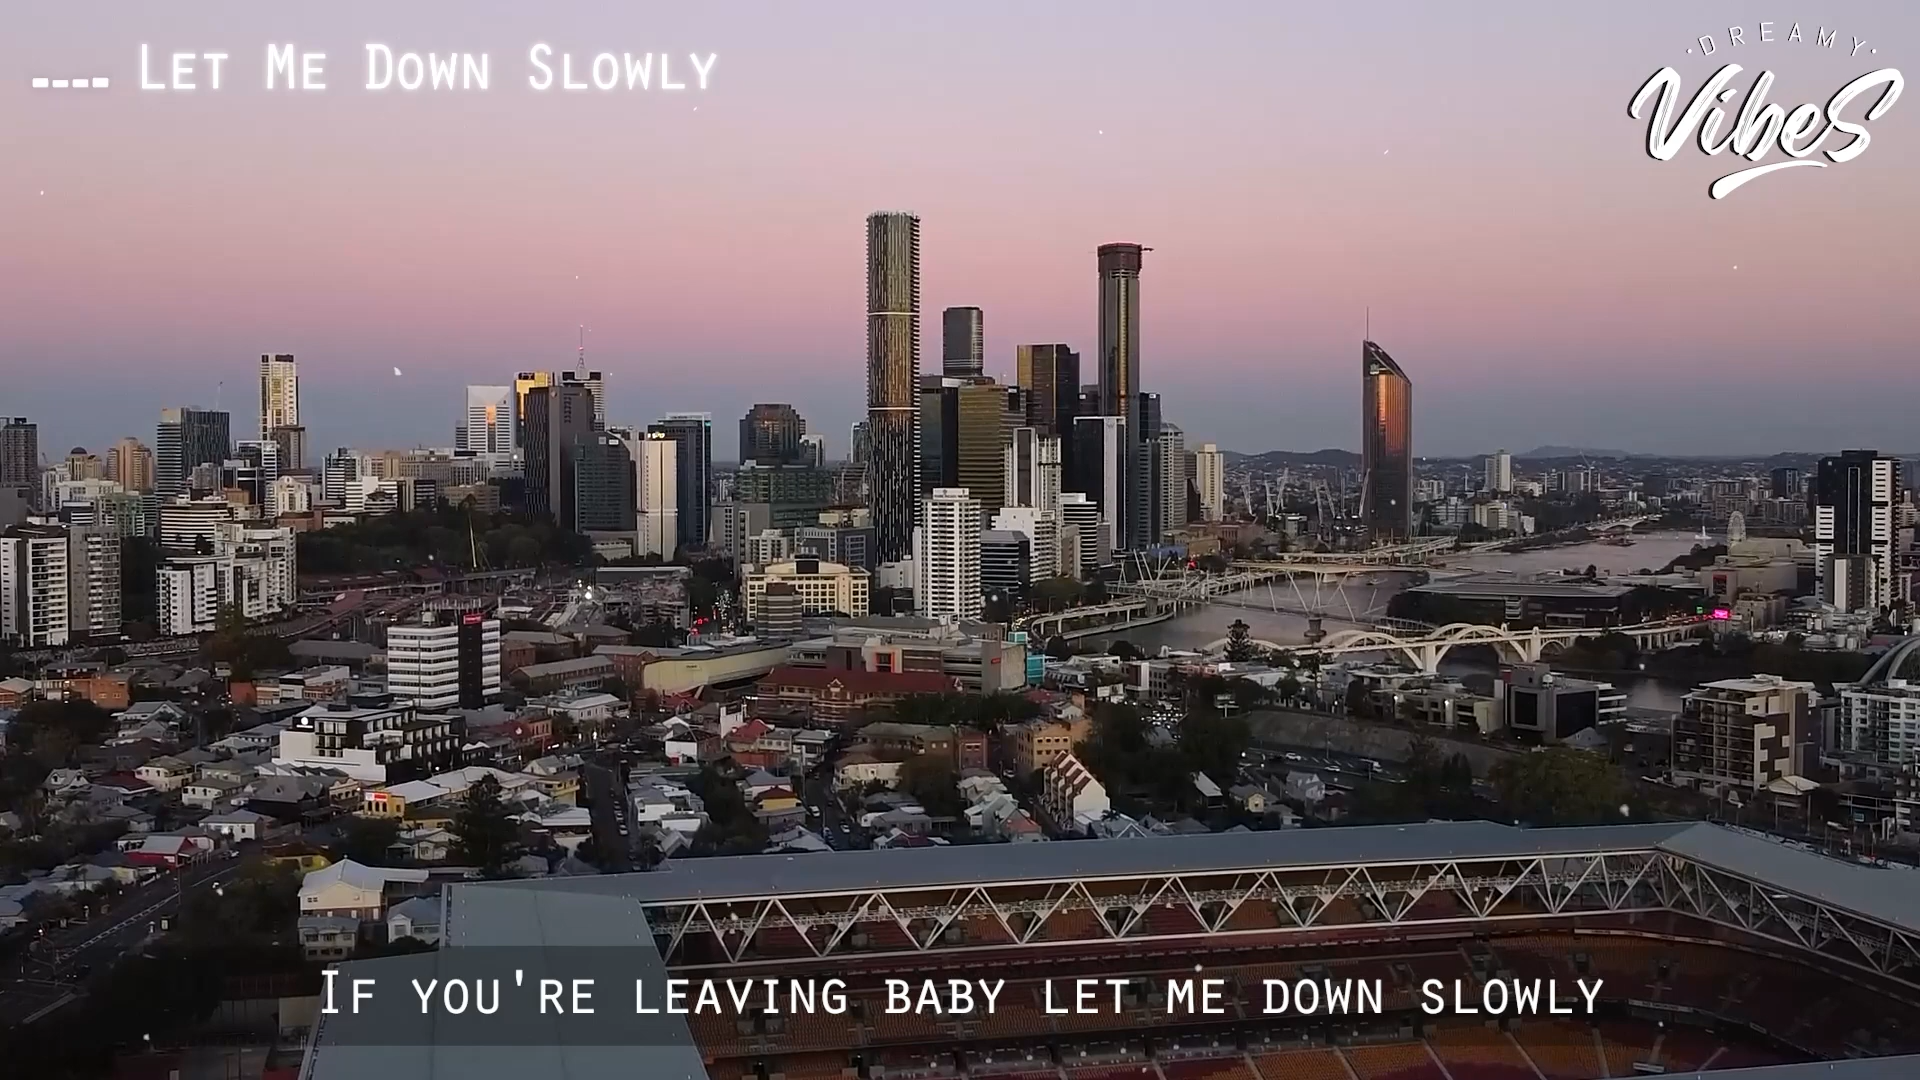 ---- Let Me Down Slowly
·DREAMY·
Vibes
If you're leaving baby let me down slowly